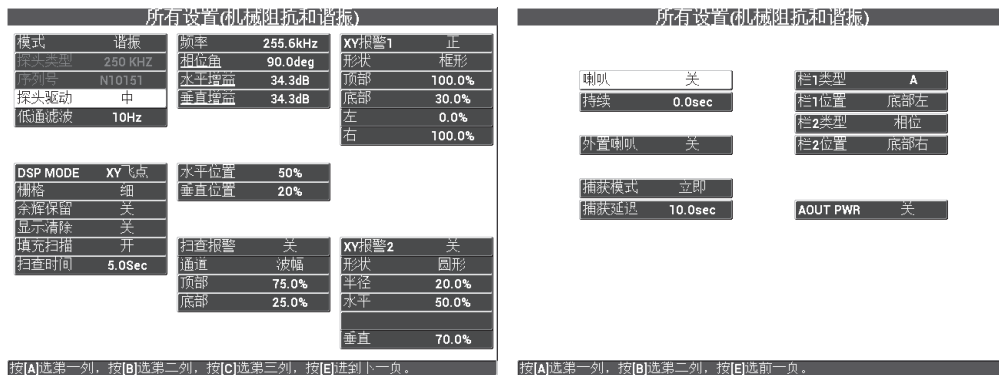 所有设置(机械阻抗和谐振)
模式 谐振
探头类型 250 KHZ
序列号 N10151
探头驱动 中
低通滤波 10Hz
频率 255.6kHz
相位角 90.0deg
水平增益 34.3dB
垂直增益 34.3dB
XY报警1 正
形状 框形
顶部 100.0%
底部 30.0%
左 0.0%
右 100.0%
DSP MODE XY飞点
栅格 细
余辉保留 关
显示清除 关
填充扫描 开
扫查时间 5.0Sec
水平位置 50%
垂直位置 20%
扫查报警 关
通道 波幅
顶部 75.0%
底部 25.0%
XY报警2 关
形状 圆形
半径 20.0%
水平 50.0%
垂直 70.0%
按[A]选第一列，按[B]选第二列，按[C]选第三列，按[E]进到下一页。
所有设置(机械阻抗和谐振)
喇叭 关
持续 0.0sec
外置喇叭 关
捕获模式 立即
捕获延迟 10.0sec
栏1类型 A
栏1位置 底部左
栏2类型 相位
栏2位置 底部右
AOUT PWR 关
按[A]选第一列，按[B]选第二列，按[E]选前一页。